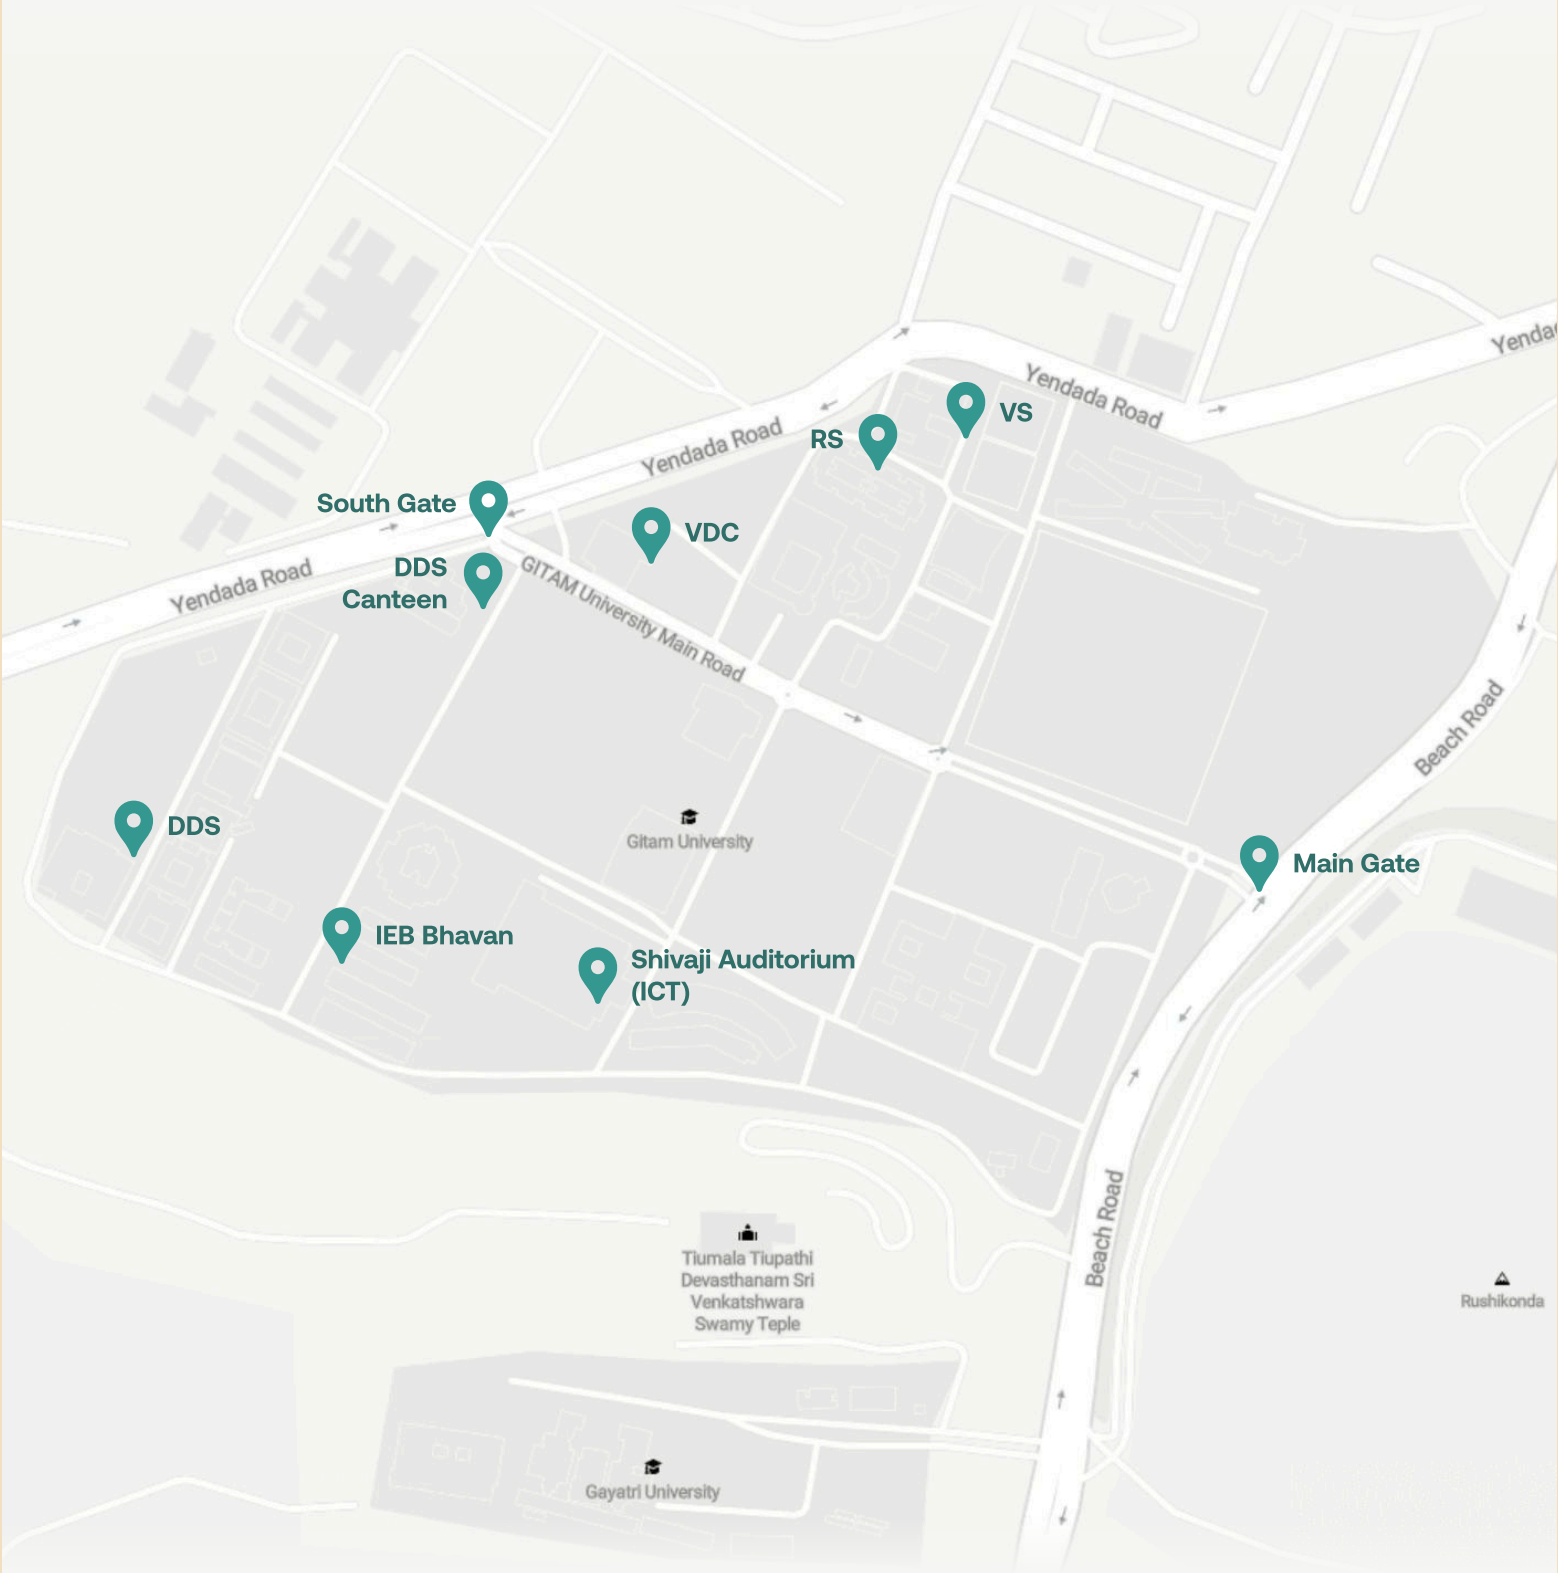 Yenda
Yendada Road
VS
RS
Yendada Road
South Gate
VDC
DDS
Canteen
Yendada Road
GITAM University Main Road
Beach Road
DDS
Gitam University
Main Gate
IEB Bhavan
Shivaji Auditorium
(ICT)
Beach Road
Tiumala Tiupathi
Devasthanam Sri
Venkatshwara
Swamy Teple
Rushikonda
Gayatri University